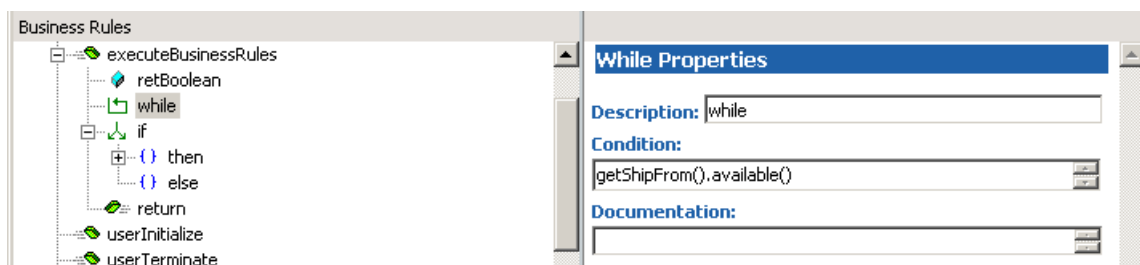 Business Rules
executeBusinessRules
retBoolean
while
if
{} then
{} else
return
userInitialize
userTerminate
While Properties
Description: while
Condition:
getShipFrom().available()
Documentation: